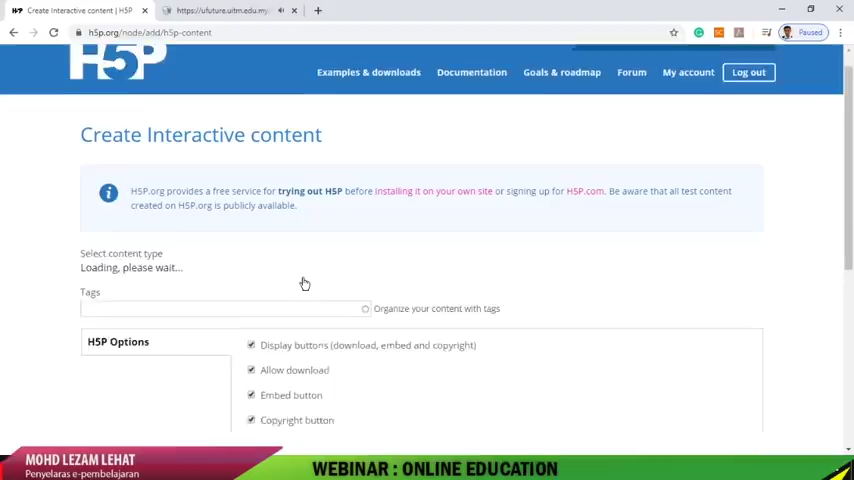 Create Interactive content | H5P
https://ufuture.uitm.edu.my
h5p.org/node/add/h5p-content
Paused
H5P
Examples & downloads
Documentation
Goals & roadmap
Forum
My account
Log out
Create Interactive content
H5P.org provides a free service for trying out H5P before installing it on your own site or signing up for H5P.com. Be aware that all test content
created on H5P.org is publicly available.
Select content type
Loading, please wait...
Tags
Organize your content with tags
H5P Options
Display buttons (download, embed and copyright)
Allow download
Embed button
Copyright button
MOHD LEZAM LEHAT
Penyelaras e-pembelajaran
WEBINAR : ONLINE EDUCATION